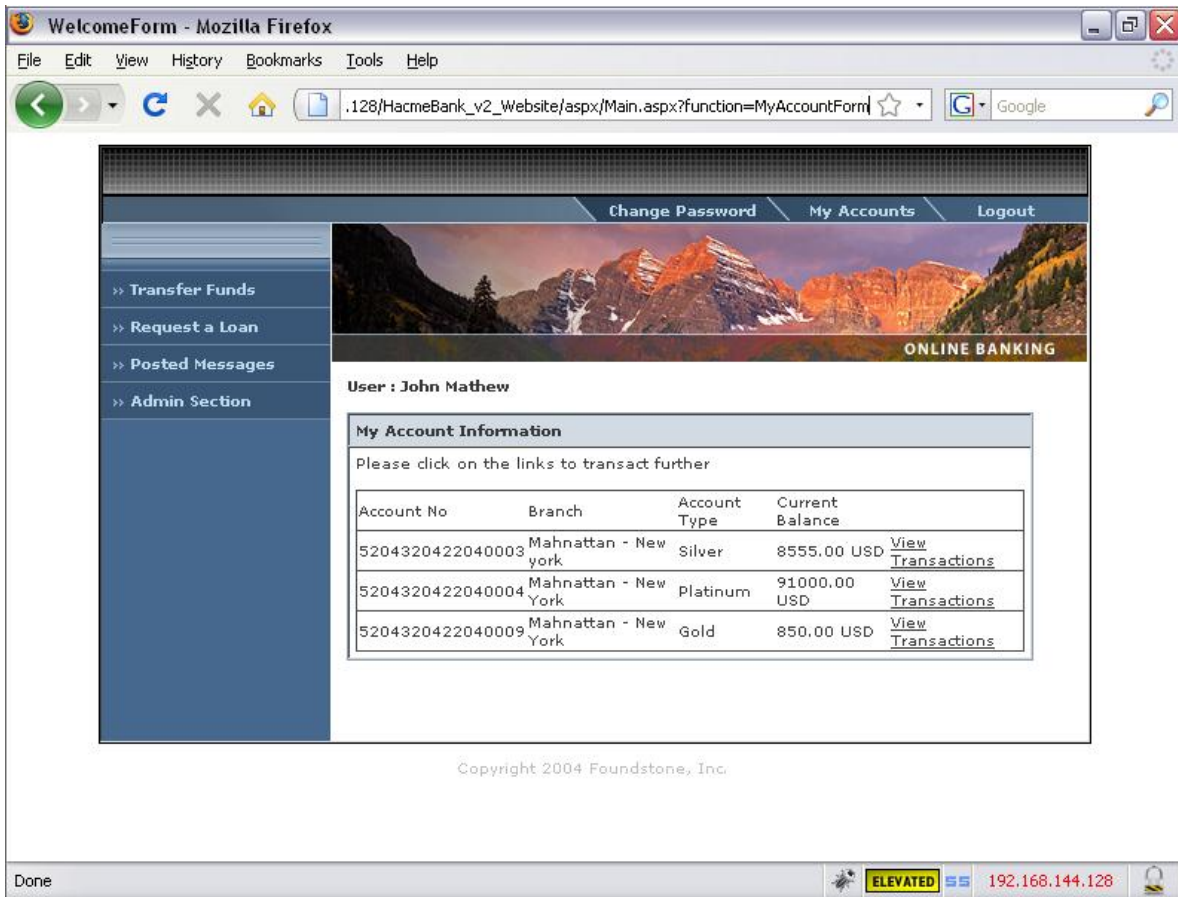 WelcomeForm - Mozilla Firefox
File Edit View History Bookmarks Tools Help
.128/HacmeBank_v2_Website/aspx/Main.aspx?function=MyAccountForm G Google
Change Password My Accounts Logout
›› Transfer Funds
›› Request a Loan
›› Posted Messages
›› Admin Section
ONLINE BANKING
User : John Mathew
My Account Information
Please click on the links to transact further
Account No Branch Account Type Current Balance
5204320422040003 Mahnattan - New york Silver 8555.00 USD View Transactions
5204320422040004 Mahnattan - New York Platinum 91000.00 USD View Transactions
5204320422040009 Mahnattan - New York Gold 850.00 USD View Transactions
Copyright 2004 Foundstone, Inc.
Done ELEVATED SS 192.168.144.128